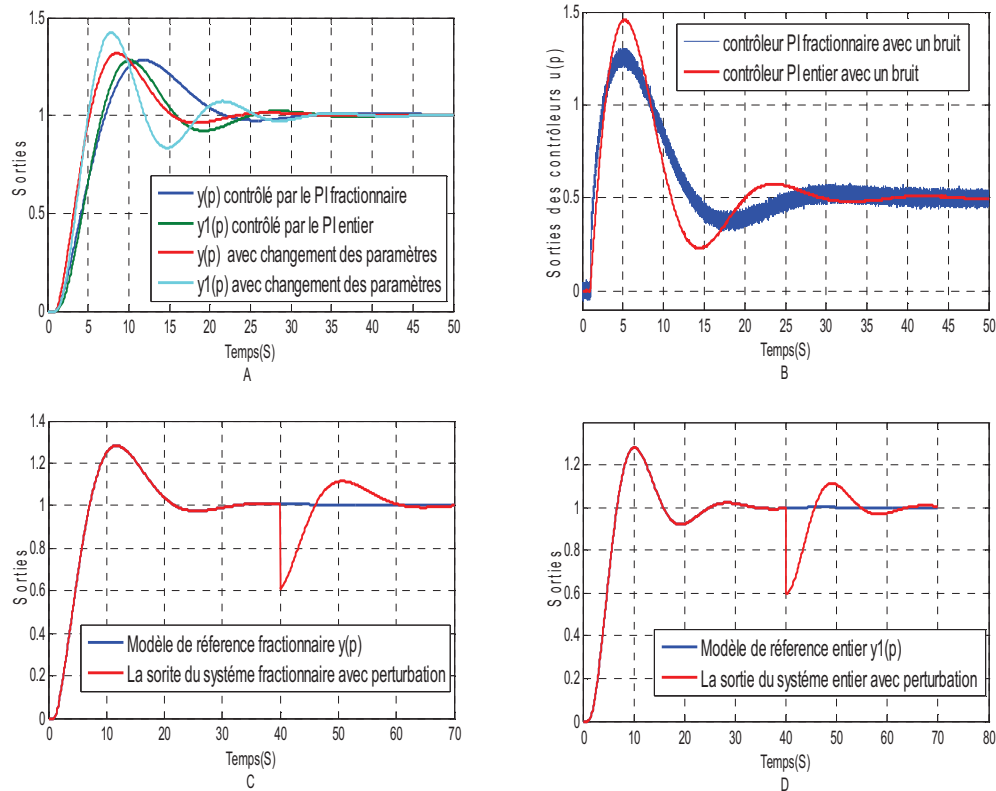 1.5
1
0.5
0
0 5 10 15 20 25 30 35 40 45 50
Sorties
Temps(S)
y(p) contrôlé par le PI fractionnaire
y1(p) contrôlé par le PI entier
y(p) avec changement des paramètres
y1(p) avec changement des paramètres
A
1.5
1
0.5
0
0 5 10 15 20 25 30 35 40 45 50
Sorties des contrôleurs u(p)
Temps(S)
contrôleur PI fractionnaire avec un bruit
contrôleur PI entier avec un bruit
B
1.4
1.2
1
0.8
0.6
0.4
0.2
0
0 10 20 30 40 50 60 70
Sorties
Temps(S)
Modèle de réference fractionnaire y(p)
La sorite du systéme fractionnaire avec perturbation
C
1.2
1
0.8
0.6
0.4
0.2
0
0 10 20 30 40 50 60 70 80
Sorties
Temps(S)
Modèle de réference entier y1(p)
La sortie du systéme entier avec perturbation
D